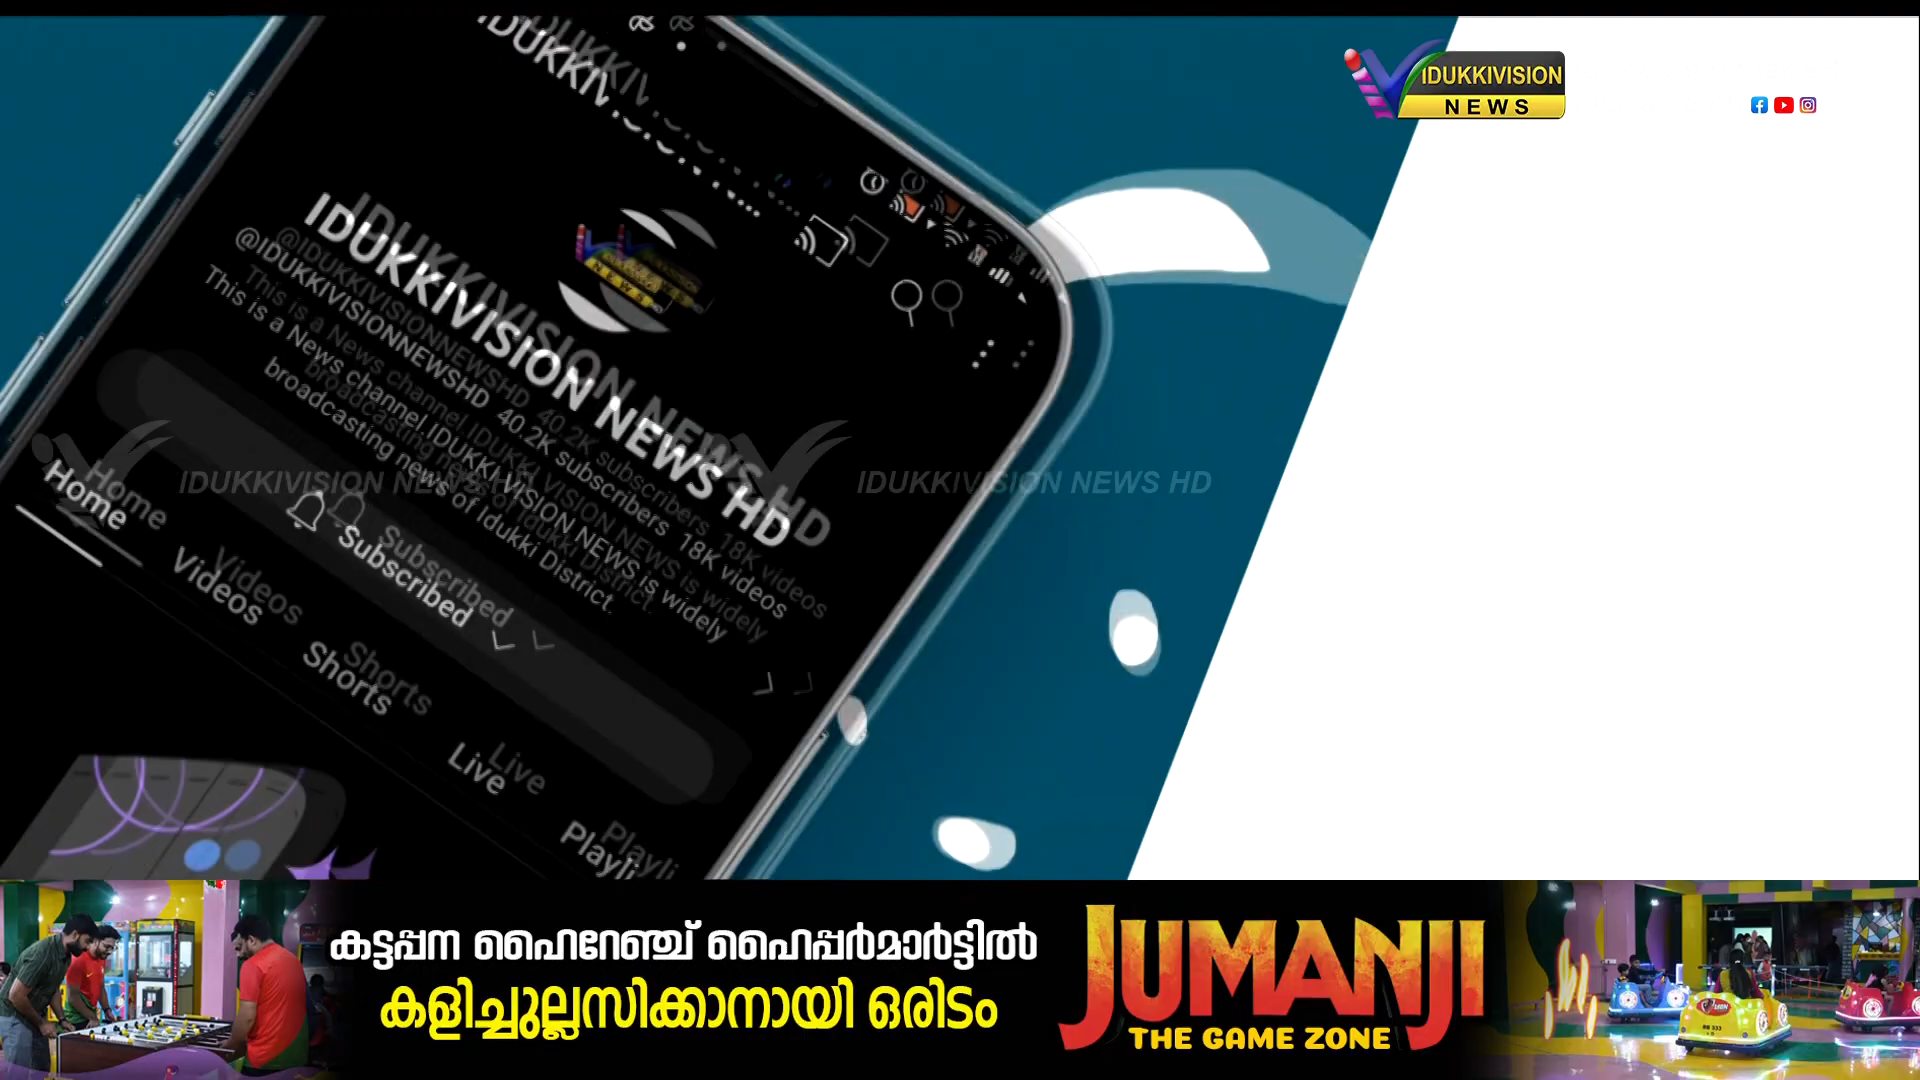 IDUKKIVISION
NEWS
IDUKKIVISION NEWS HD
@IDUKKIVISIONNEWSHD 40.2K subscribers 18K videos
This is a News channel IDUKKI VISION NEWS is widely
broadcasting news of Idukki District.
Subscribed
Home
Videos
Shorts
Live
Playli
IDUKKIVISION NEWS HD
IDUKKIVISION NEWS HD
കട്ടപ്പന ഹൈറേഞ്ച് ഹൈപ്പർമാർട്ടിൽ
കളിച്ചുല്ലസിക്കാനായി ഒരിടം
JUMANJI
THE GAME ZONE